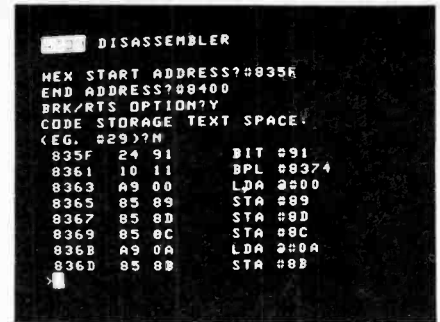 DISASSEMBLER
HEX START ADDRESS?#835F
END ADDRESS?#8400
BRK/RTS OPTION?Y
CODE STORAGE TEXT SPACE.
(EG. #29)?N
835F 24 91 BIT #91
8361 10 11 BPL #8374
8363 A9 00 LDA @#00
8365 85 89 STA #89
8367 85 8D STA #8D
8369 85 8C STA #8C
836B A9 0A LDA @#0A
836D 85 8B STA #8B
>